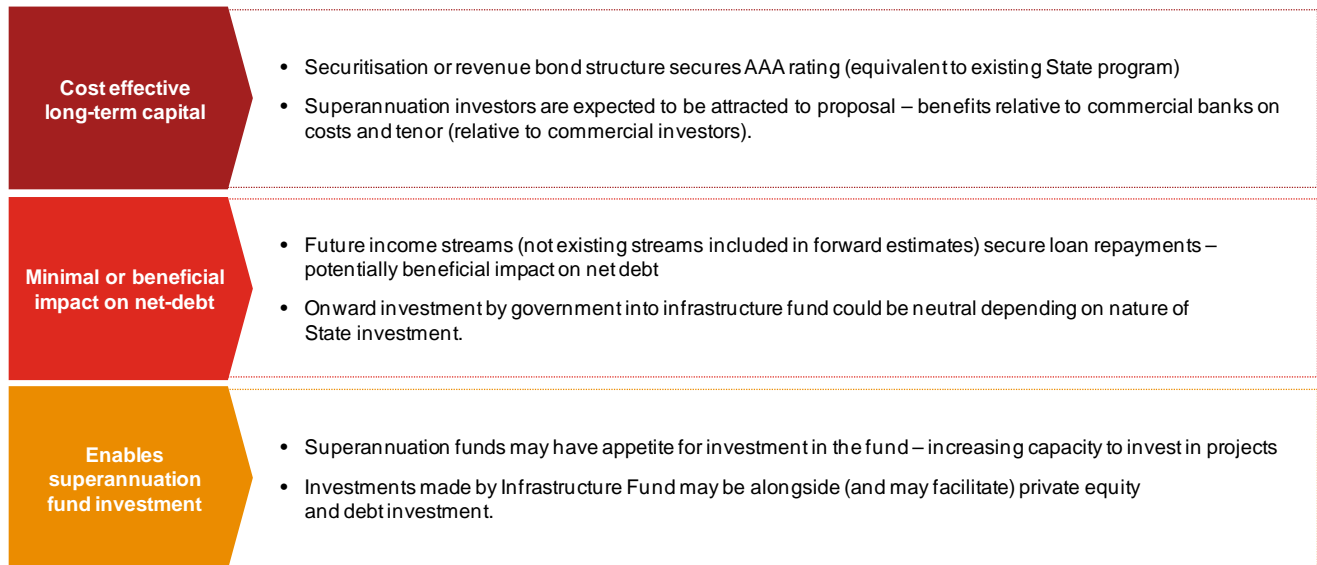 Cost effective
long-term capital
• Securitisation or revenue bond structure secures AAA rating (equivalent to existing State program)
• Superannuation investors are expected to be attracted to proposal – benefits relative to commercial banks on
costs and tenor (relative to commercial investors).
Minimal or beneficial
impact on net-debt
• Future income streams (not existing streams included in forward estimates) secure loan repayments –
potentially beneficial impact on net debt
• Onward investment by government into infrastructure fund could be neutral depending on nature of
State investment.
Enables
superannuation
fund investment
• Superannuation funds may have appetite for investment in the fund – increasing capacity to invest in projects
• Investments made by Infrastructure Fund may be alongside (and may facilitate) private equity
and debt investment.